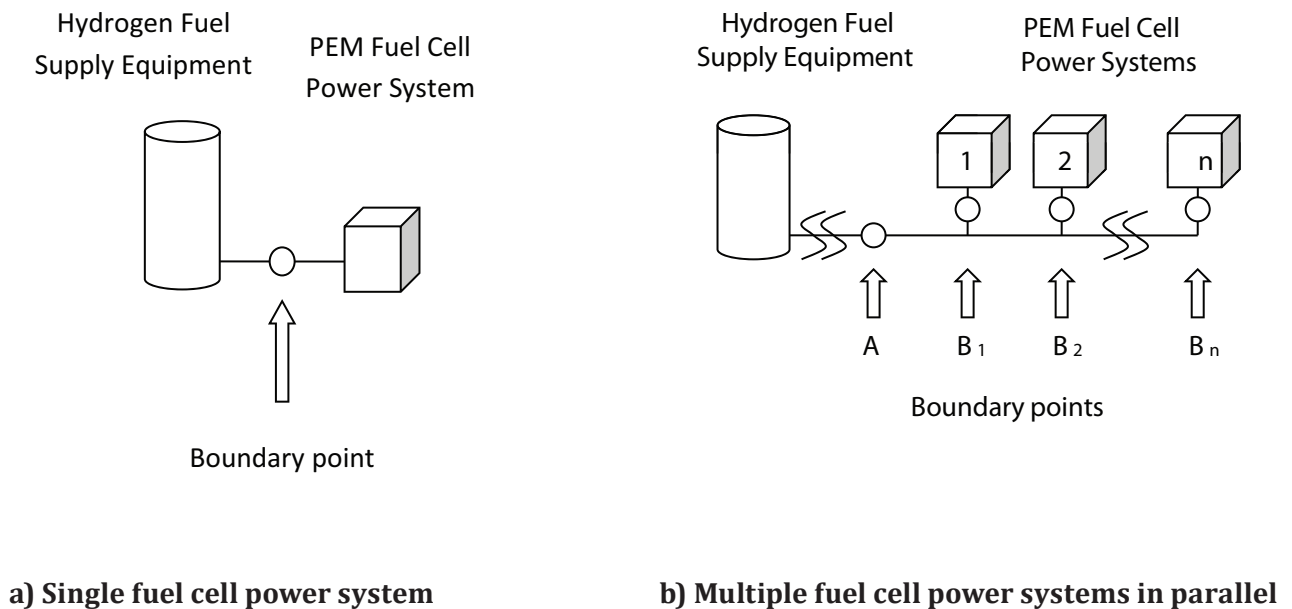 Hydrogen Fuel
Supply Equipment
PEM Fuel Cell
Power System
Boundary point
a) Single fuel cell power system
Hydrogen Fuel
Supply Equipment
PEM Fuel Cell
Power Systems
1
2
n
A
B 1
B 2
B n
Boundary points
b) Multiple fuel cell power systems in parallel